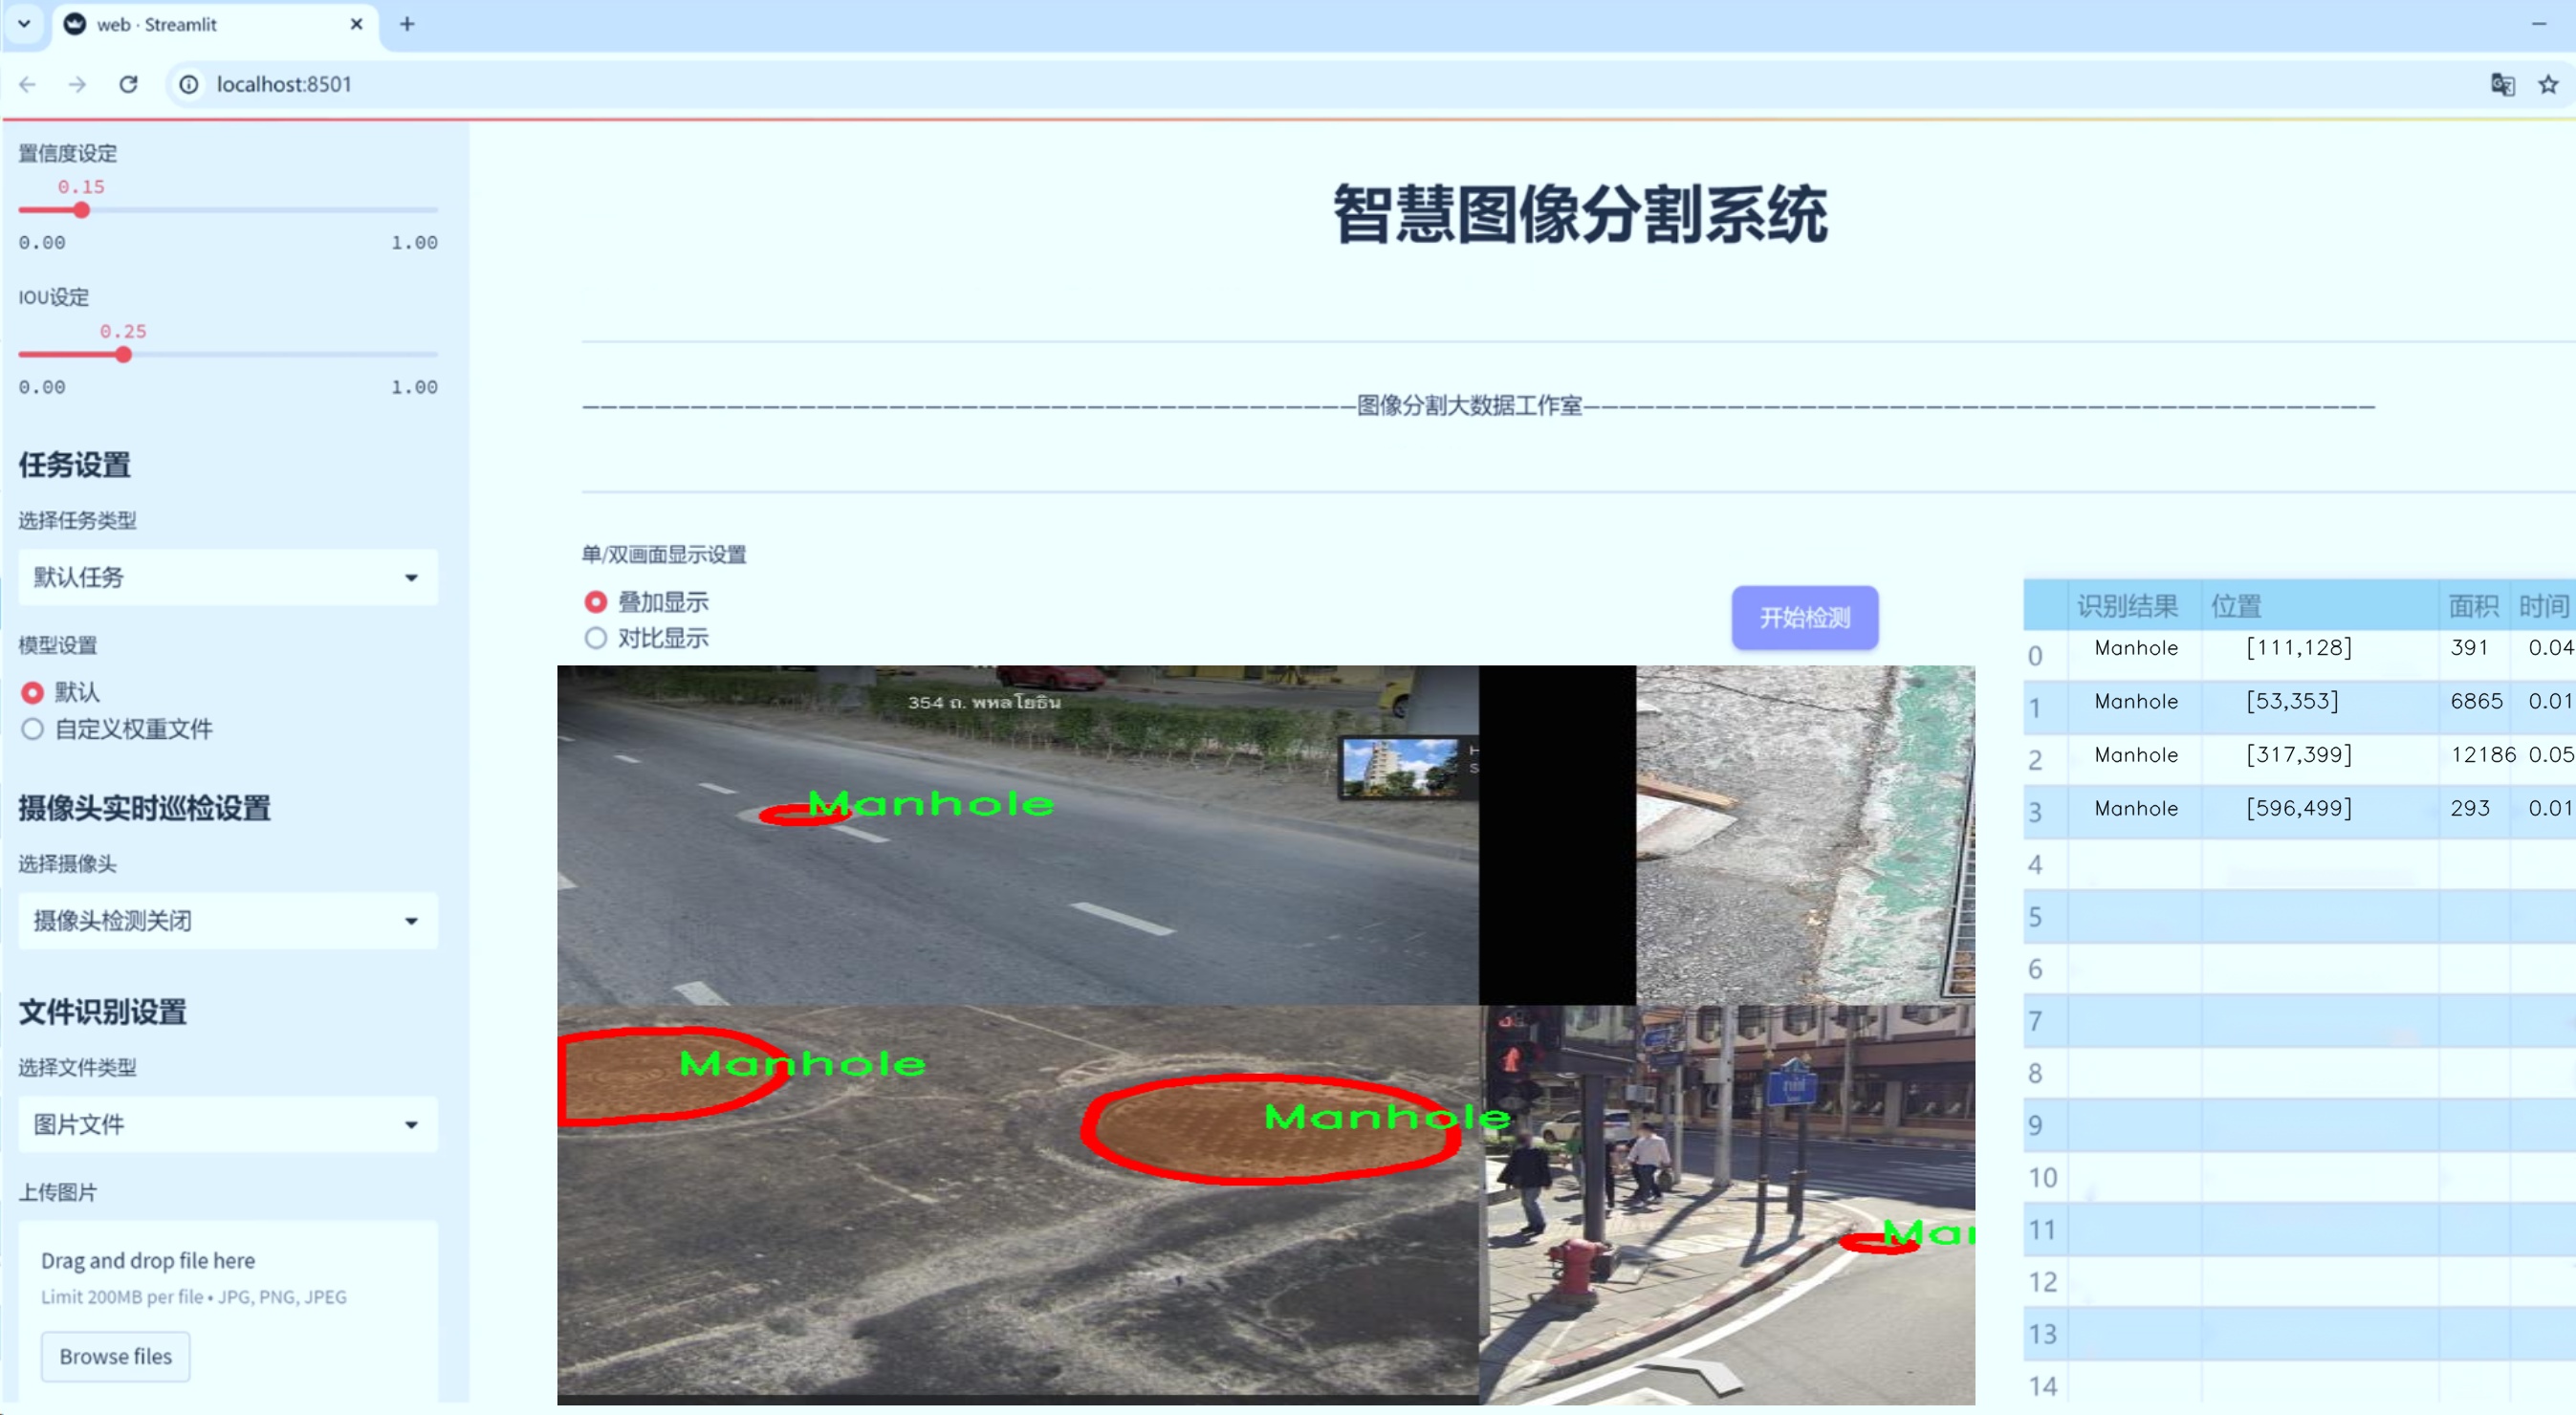 web · Streamlit
localhost:8501
置信度设定
0.15
0.00 1.00
IOU设定
0.25
0.00 1.00
任务设置
选择任务类型
默认任务
模型设置
默认
自定义权重文件
摄像头实时巡检设置
选择摄像头
摄像头检测关闭
文件识别设置
选择文件类型
图片文件
上传图片
Drag and drop file here
Limit 200MB per file • JPG, PNG, JPEG
Browse files
智慧图像分割系统
图像分割大数据工作室
单/双画面显示设置
叠加显示
对比显示
开始检测
354 ถ. พหลโยธิน
H
S
Manhole
Manhole
Manhole
Man
识别结果 位置 面积 时间
0 Manhole [111,128] 391 0.04
1 Manhole [53,353] 6865 0.01
2 Manhole [317,399] 12186 0.05
3 Manhole [596,499] 293 0.01
4
5
6
7
8
9
10
11
12
13
14